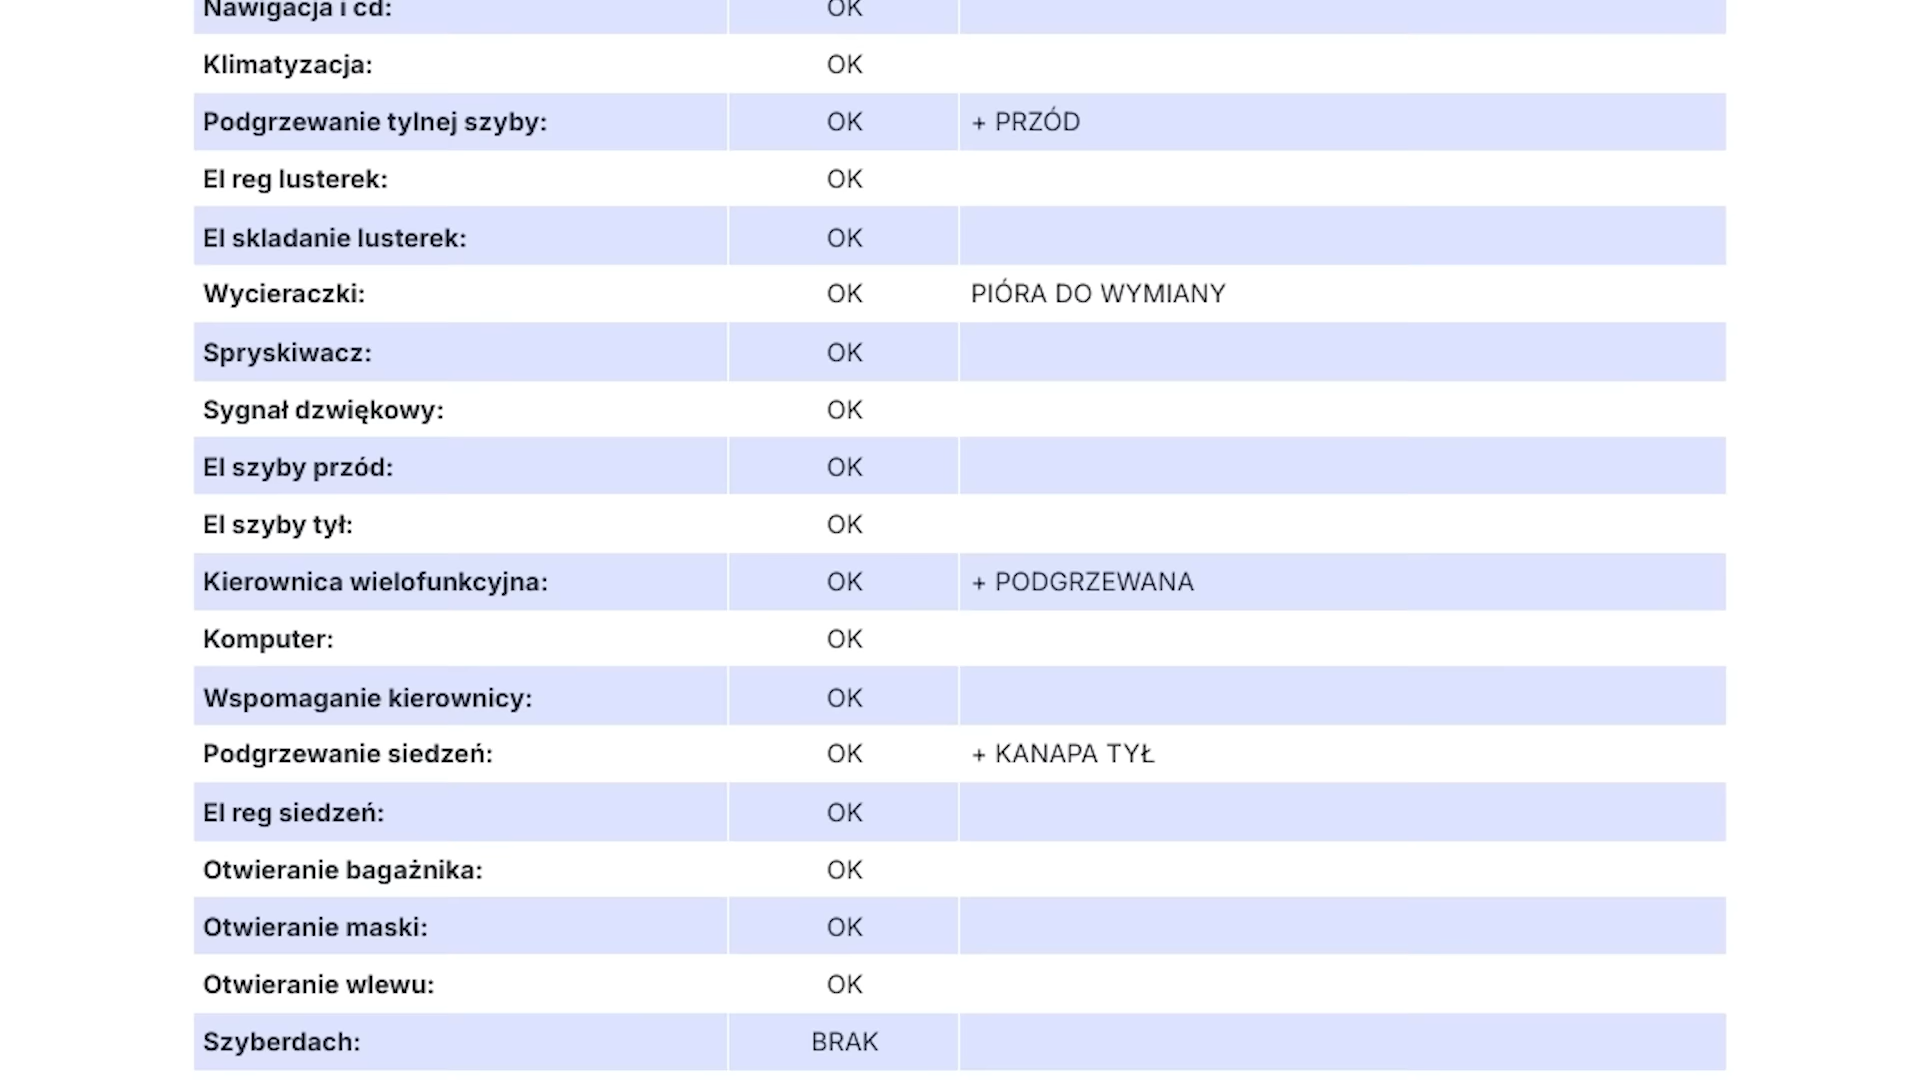 Nawigacja i cd: OK
Klimatyzacja: OK
Podgrzewanie tylnej szyby: OK + PRZÓD
El reg lusterek: OK
El skladanie lusterek: OK
Wycieraczki: OK PIÓRA DO WYMIANY
Spryskiwacz: OK
Sygnał dzwiękowy: OK
El szyby przód: OK
El szyby tył: OK
Kierownica wielofunkcyjna: OK + PODGRZEWANA
Komputer: OK
Wspomaganie kierownicy: OK
Podgrzewanie siedzeń: OK + KANAPA TYŁ
El reg siedzeń: OK
Otwieranie bagażnika: OK
Otwieranie maski: OK
Otwieranie wlewu: OK
Szyberdach: BRAK